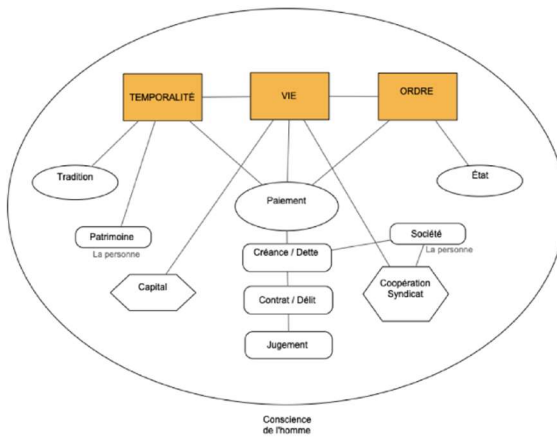 TEMPORALITÉ
VIE
ORDRE
Tradition
État
Paiement
Patrimoine
La personne
Société
La personne
Créance / Dette
Capital
Coopération
Syndicat
Contrat / Délit
Jugement
Conscience
de l'homme